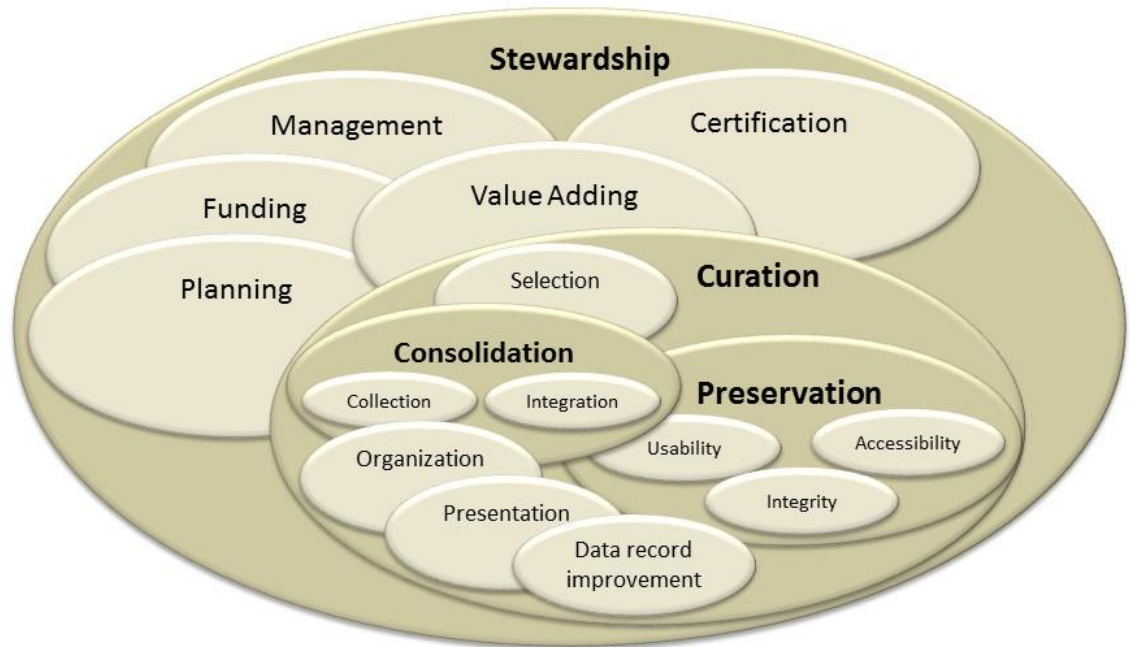 Stewardship
Management
Certification
Funding
Value Adding
Planning
Selection
Curation
Consolidation
Collection
Integration
Preservation
Usability
Accessibility
Integrity
Organization
Presentation
Data record
improvement